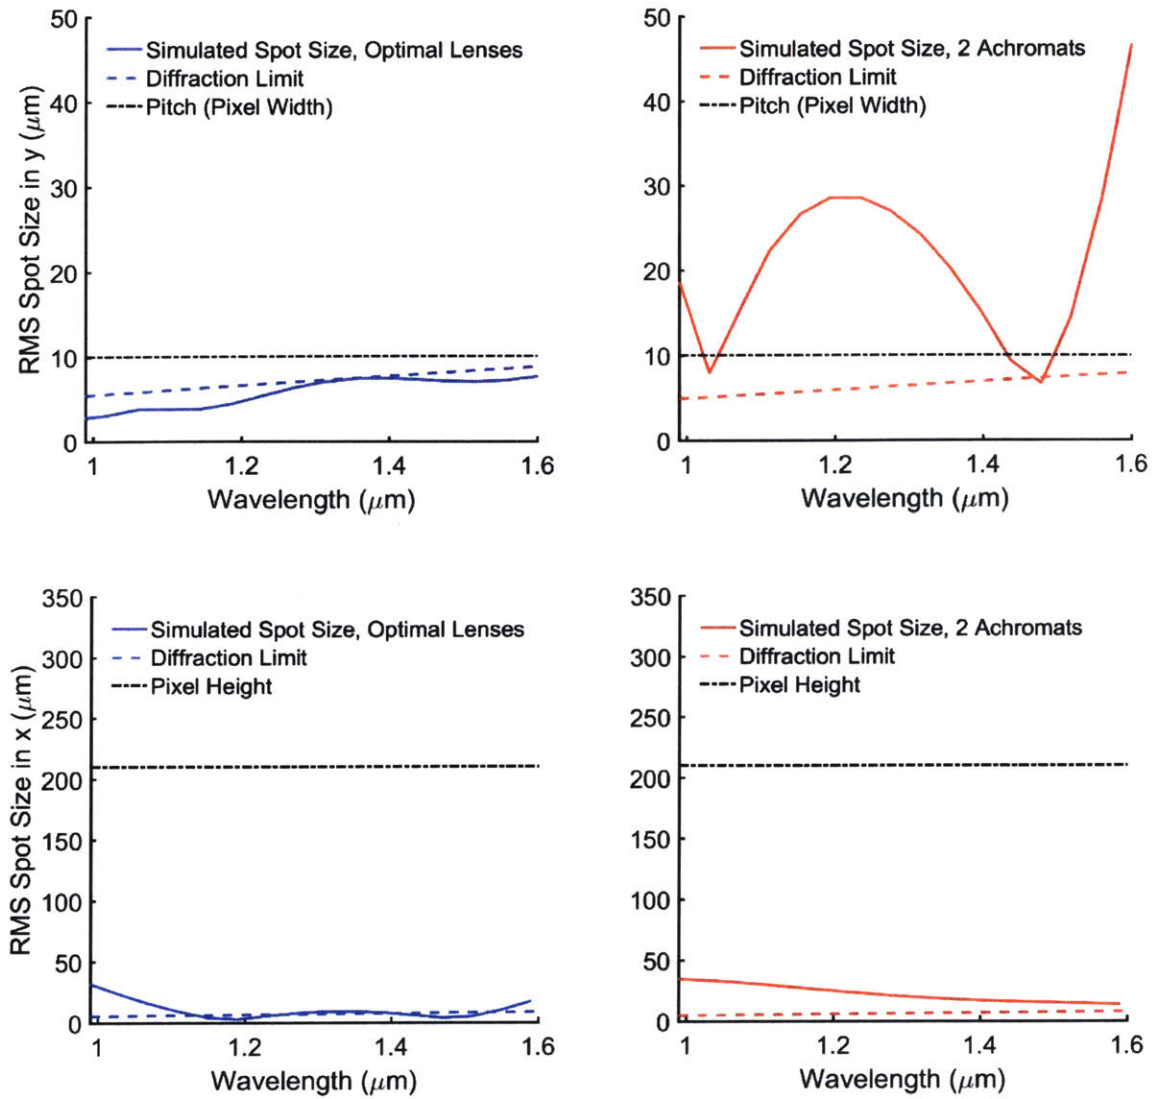 50
40
30
20
10
0
RMS Spot Size in y (μm)
Simulated Spot Size, Optimal Lenses
Diffraction Limit
Pitch (Pixel Width)
1 1.2 1.4 1.6
Wavelength (μm)
50
40
30
20
10
0
Simulated Spot Size, 2 Achromats
Diffraction Limit
Pitch (Pixel Width)
1 1.2 1.4 1.6
Wavelength (μm)
350
300
250
200
150
100
50
0
RMS Spot Size in x (μm)
Simulated Spot Size, Optimal Lenses
Diffraction Limit
Pixel Height
1 1.2 1.4 1.6
Wavelength (μm)
350
300
250
200
150
100
50
0
Simulated Spot Size, 2 Achromats
Diffraction Limit
Pixel Height
1 1.2 1.4 1.6
Wavelength (μm)